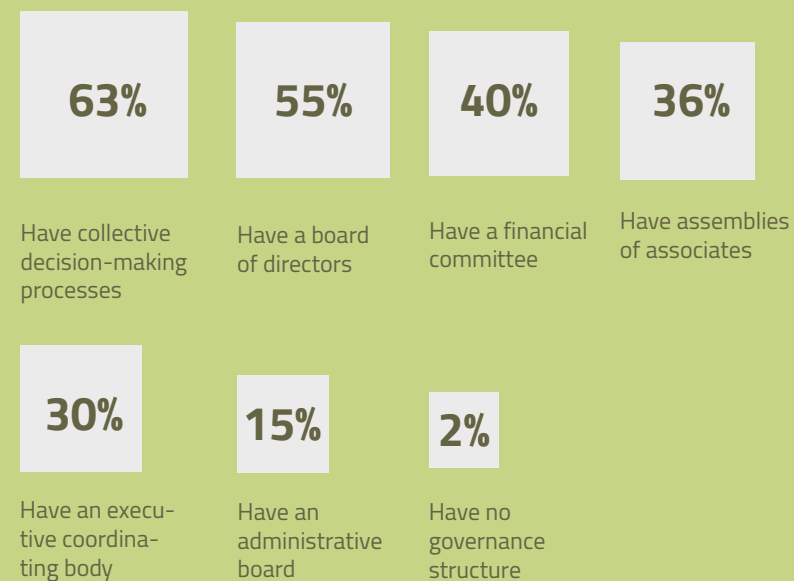 63%
55%
40%
36%
Have collective
decision-making
processes
Have a board
of directors
Have a financial
committee
Have assemblies
of associates
30%
15%
2%
Have an execu-
tive coordina-
ting body
Have an
administrative
board
Have no
governance
structure